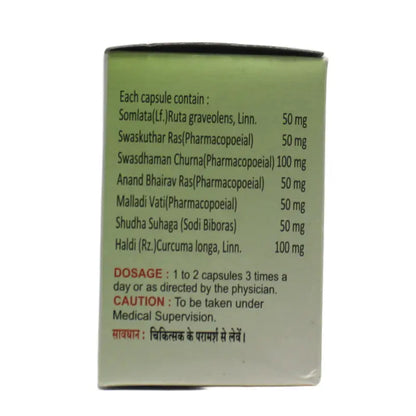 Each capsule contain :
Somlata(Lf.)Ruta graveolens, Linn. 50 mg
Swaskuthar Ras(Pharmacopoeial) 50 mg
Swasdhaman Churna(Pharmacopoeial) 100 mg
Anand Bhairav Ras(Pharmacopoeial) 50 mg
Malladi Vati(Pharmacopoeial) 50 mg
Shudha Suhaga (Sodi Biboras) 50 mg
Haldi (Rz.)Curcuma longa, Linn. 100 mg
DOSAGE : 1 to 2 capsules 3 times a
day or as directed by the physician.
CAUTION : To be taken under
Medical Supervision.
सावधान : चिकित्सक के परामर्श से लेवें।